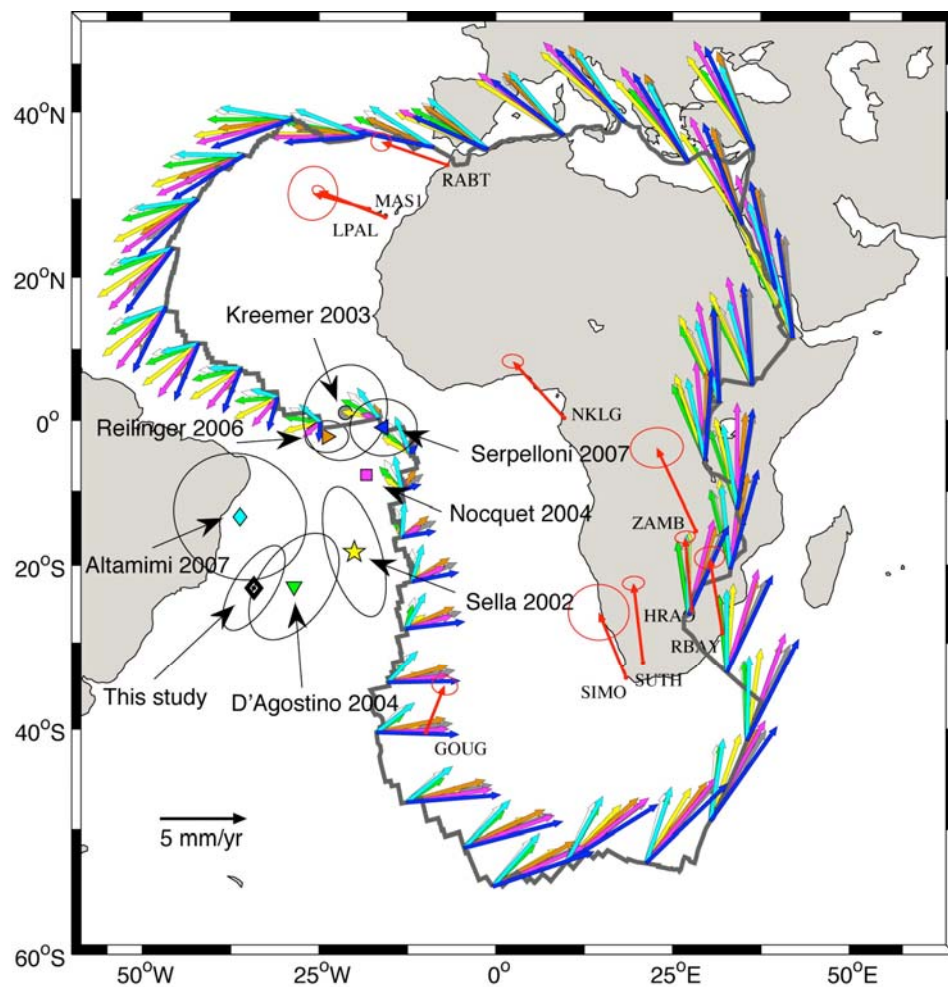 40°N
RABT
MAS1
LPAL
20°N
Kreemer 2003
NKLG
0°
Reilinger 2006
Serpelloni 2007
Nocquet 2004
ZAMB
Altamimi 2007
20°S
Sella 2002
HRAO
RBAY
This study
D'Agostino 2004
SIMO
SUTH
40°S
GOUG
5 mm/yr
60°S
50°W
25°W
0°
25°E
50°E